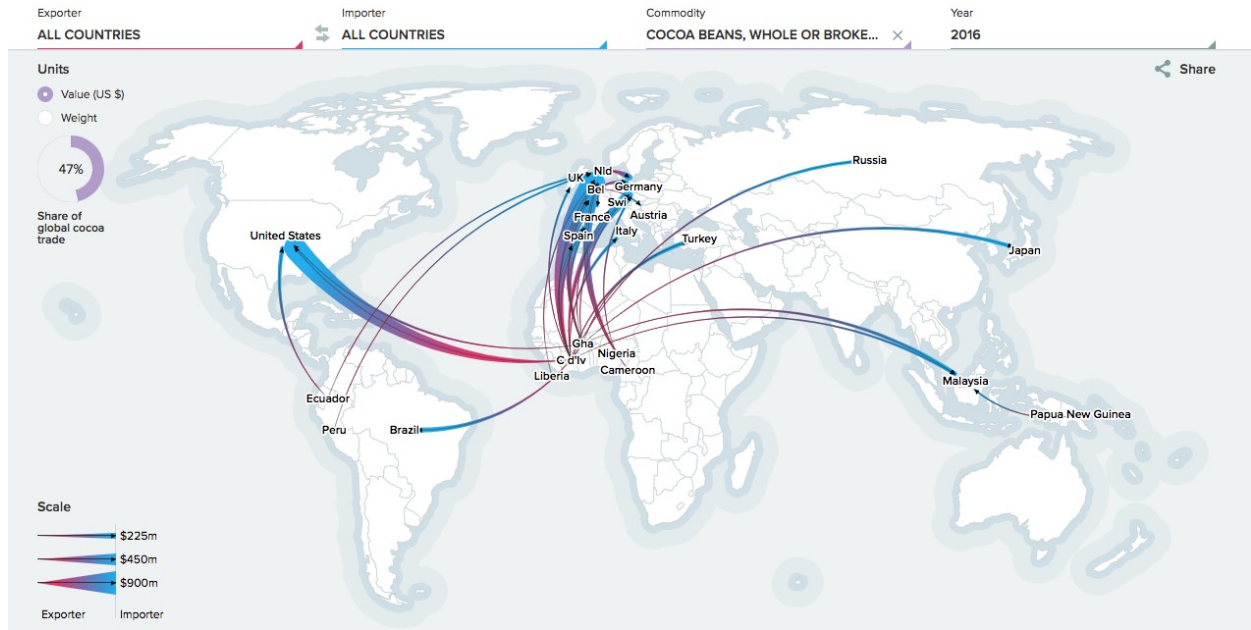 Exporter
ALL COUNTRIES
Importer
ALL COUNTRIES
Commodity
COCOA BEANS, WHOLE OR BROKE...
Year
2016
Units
Value (US $)
Weight
47%
Share of
global cocoa
trade
Share
Russia
UK
Nld
Bel
Germany
Swi
France
Austria
Spain
Italy
Turkey
United States
Japan
Gha
C d'Iv
Nigeria
Liberia
Cameroon
Malaysia
Ecuador
Papua New Guinea
Peru
Brazil
Scale
$225m
$450m
$900m
Exporter
Importer